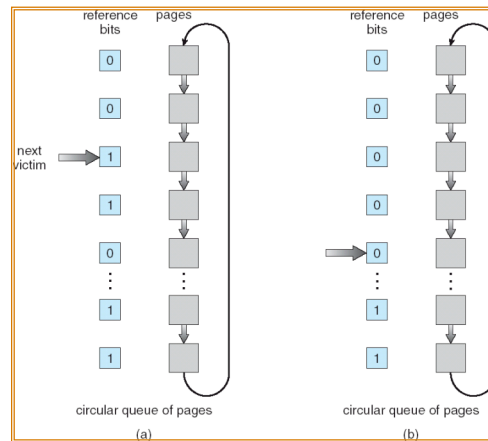 reference pages
bits
0
0
next
victim
1
1
0
1
1
circular queue of pages
(a)
reference pages
bits
0
0
0
0
0
1
1
circular queue of pages
(b)